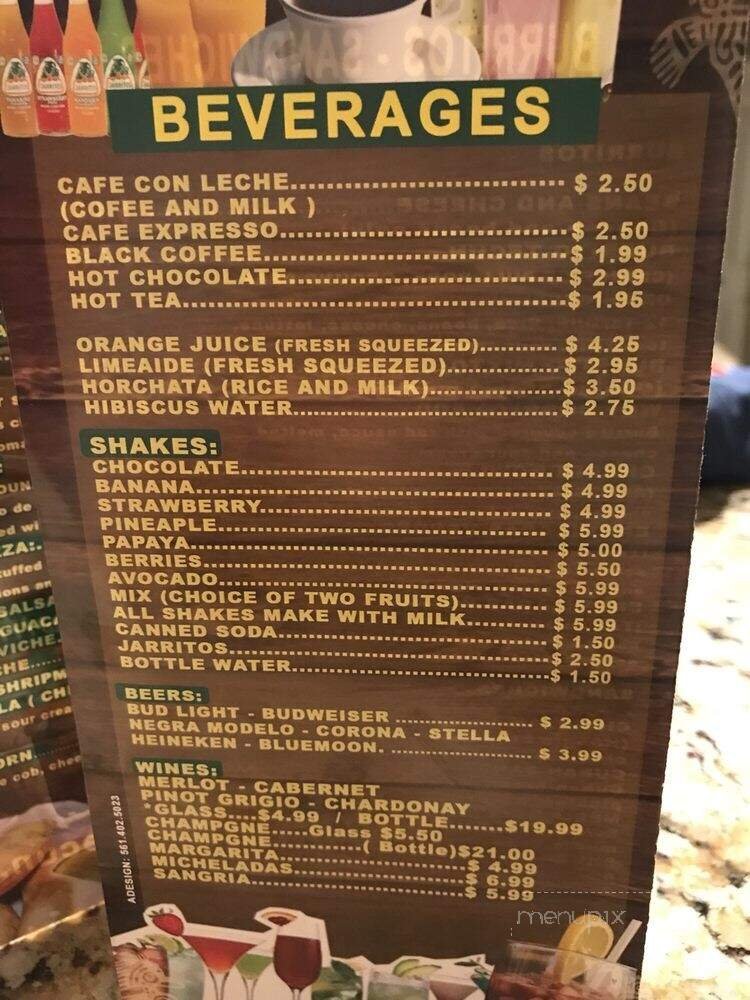 BURRITOS - SANDWICHE
BEVERAGES
CAFE CON LECHE.................................. $ 2.50
(COFEE AND MILK )
CAFE EXPRESSO...................................$ 2.50
BLACK COFFEE.....................................$ 1.99
HOT CHOCOLATE..................................$ 2.99
HOT TEA...............................................$ 1.95
ORANGE JUICE (FRESH SQUEEZED)........... $ 4.25
LIMEAIDE (FRESH SQUEEZED)................$ 2.95
HORCHATA (RICE AND MILK)..................$ 3.50
HIBISCUS WATER....................................$ 2.75
SHAKES:
CHOCOLATE........................................ $ 4.99
BANANA............................................... $ 4.99
STRAWBERRY...................................... $ 4.99
PINEAPLE............................................ $ 5.99
PAPAYA................................................ $ 5.00
BERRIES.............................................. $ 5.50
AVOCADO............................................ $ 5.99
MIX (CHOICE OF TWO FRUITS)............. $ 5.99
ALL SHAKES MAKE WITH MILK............ $ 5.99
CANNED SODA.....................................$ 1.50
JARRITOS.............................................$ 2.50
BOTTLE WATER...................................$ 1.50
BEERS:
BUD LIGHT - BUDWEISER ..................... $ 2.99
NEGRA MODELO - CORONA - STELLA
HEINEKEN - BLUEMOON. ..................... $ 3.99
WINES:
MERLOT - CABERNET
PINOT GRIGIO - CHARDONAY
*GLASS....$4.99 / BOTTLE.......$19.99
CHAMPGNE......Glass $5.50
CHAMPGNE...............( Bottle)$21.00
MARGARITA..............................$ 4.99
MICHELADAS............................$ 6.99
SANGRIA...................................$ 5.99
ADESIGN: 561.402.5023
menupix